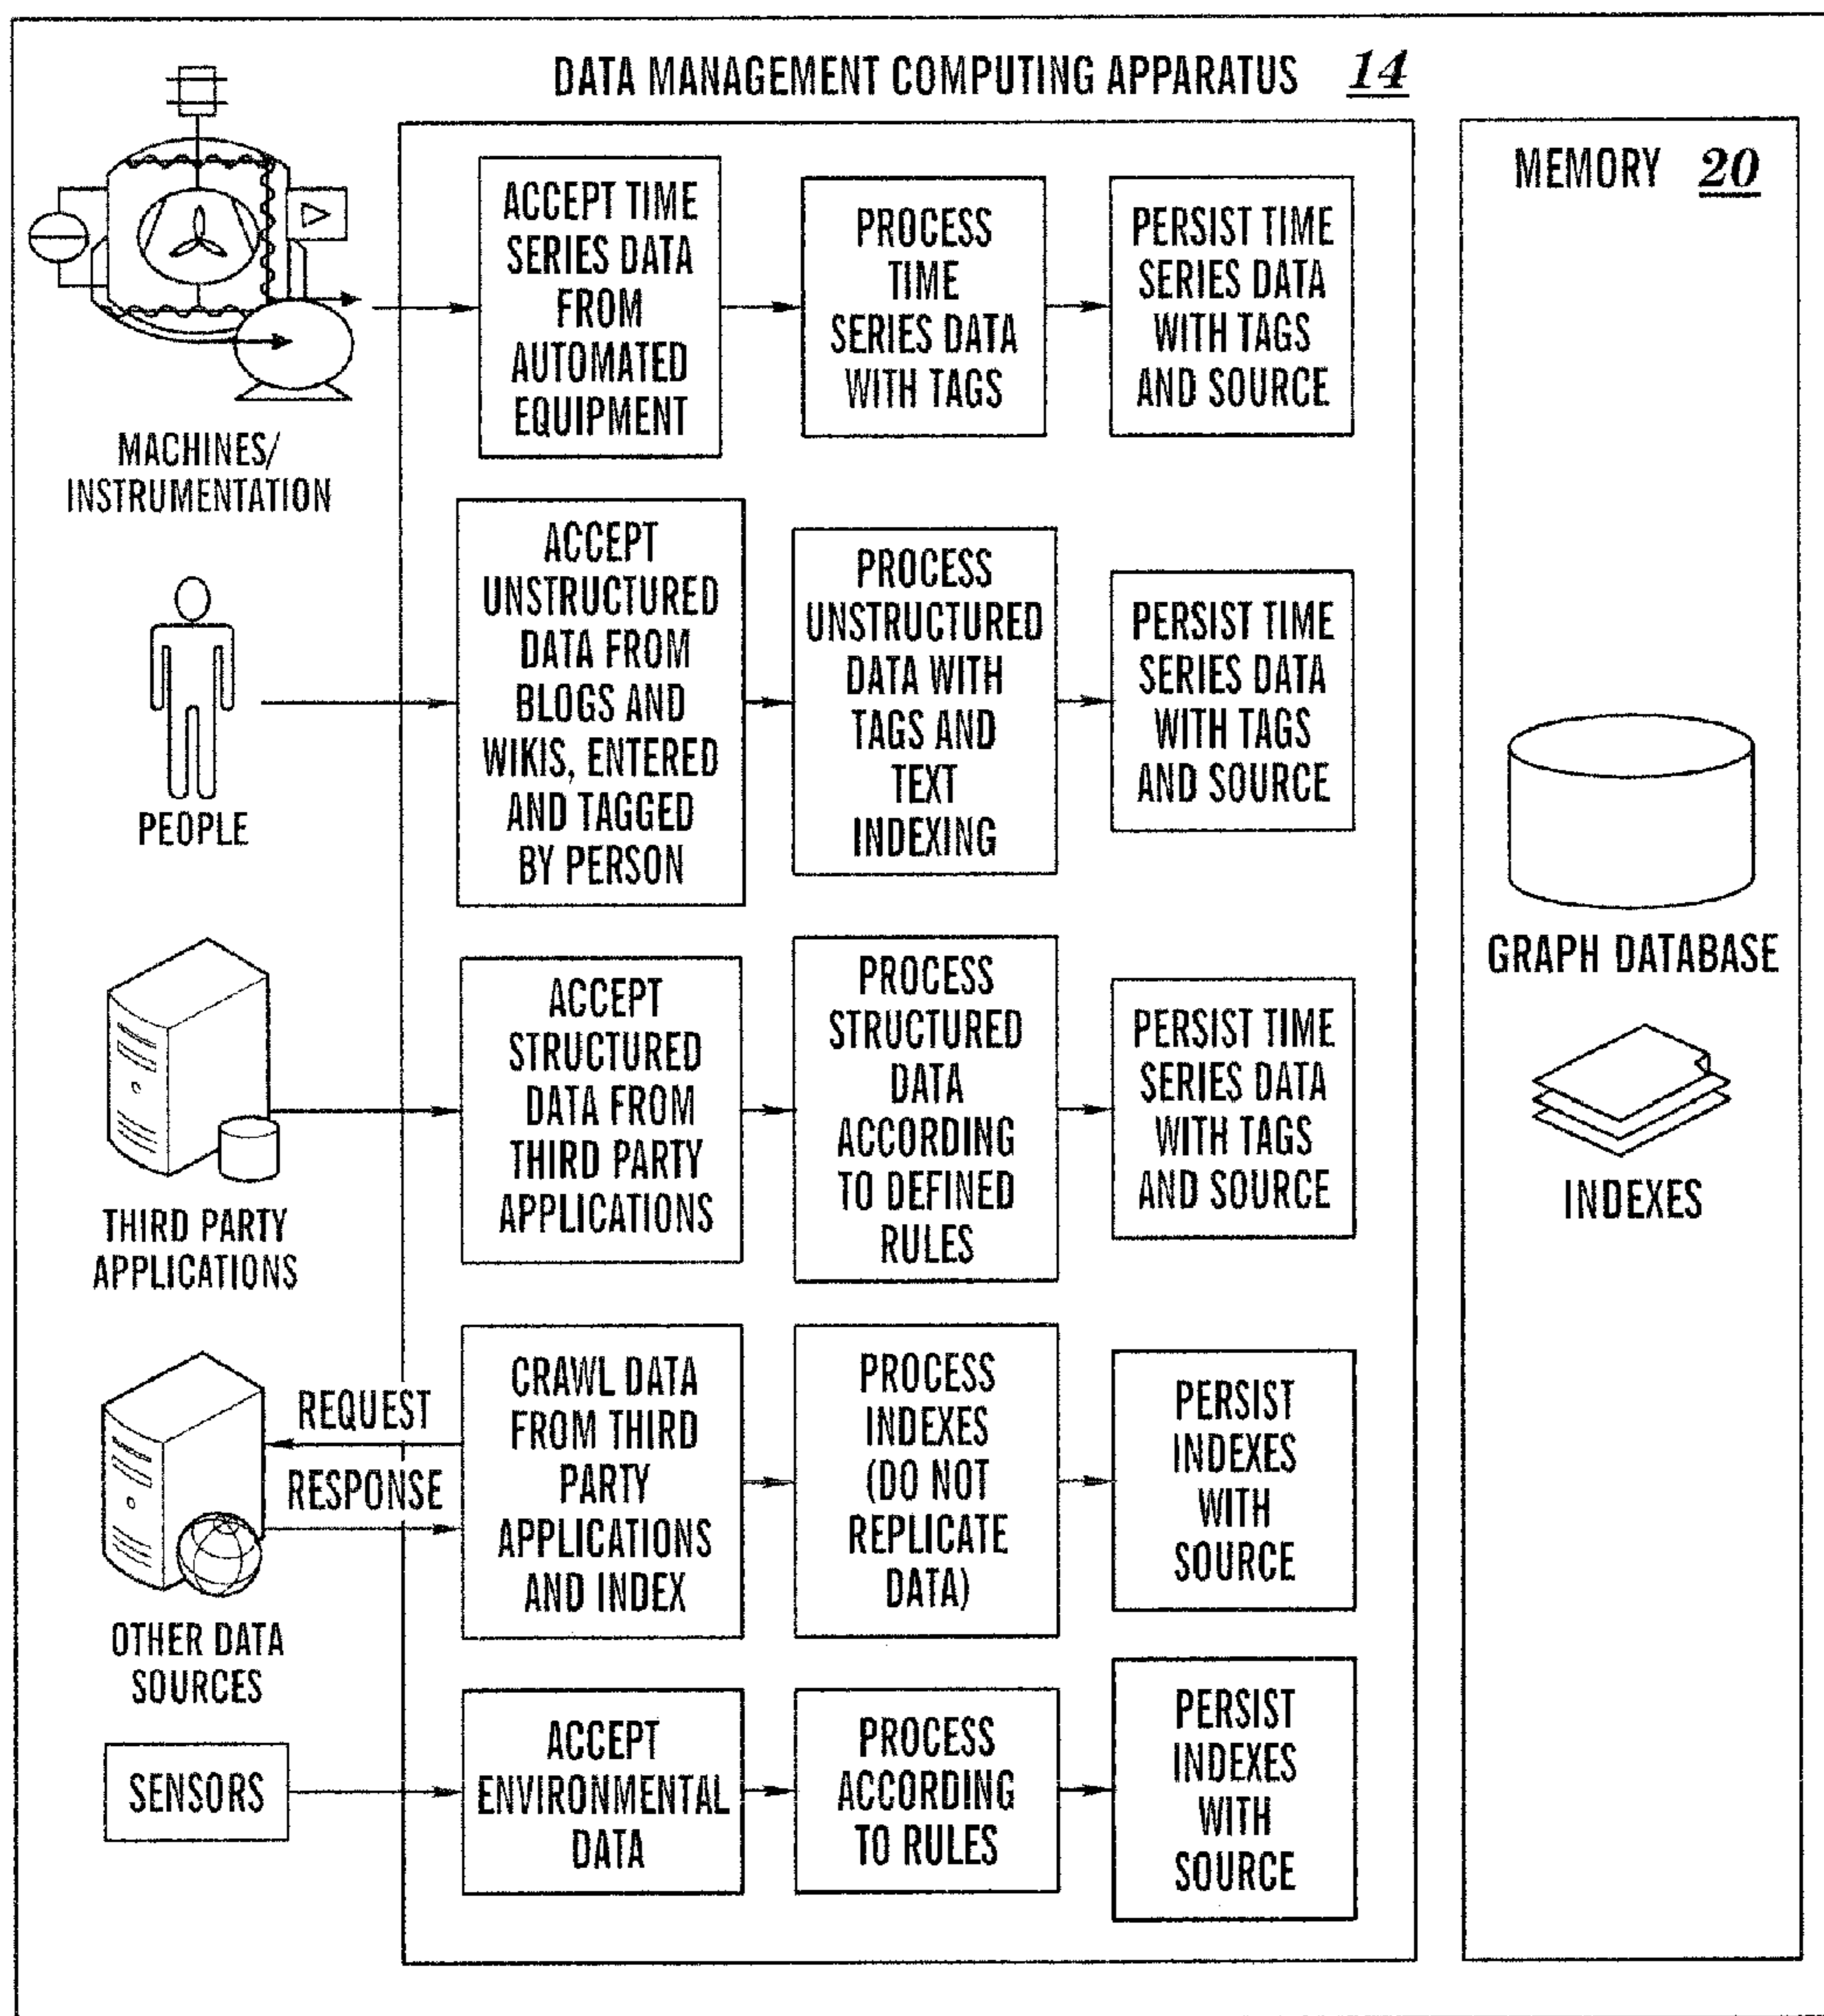 DATA MANAGEMENT COMPUTING APPARATUS 14
MACHINES/
INSTRUMENTATION
ACCEPT TIME
SERIES DATA
FROM
AUTOMATED
EQUIPMENT
PROCESS
TIME
SERIES DATA
WITH TAGS
PERSIST TIME
SERIES DATA
WITH TAGS
AND SOURCE
PEOPLE
ACCEPT
UNSTRUCTURED
DATA FROM
BLOGS AND
WIKIS, ENTERED
AND TAGGED
BY PERSON
PROCESS
UNSTRUCTURED
DATA WITH
TAGS AND
TEXT
INDEXING
PERSIST TIME
SERIES DATA
WITH TAGS
AND SOURCE
THIRD PARTY
APPLICATIONS
ACCEPT
STRUCTURED
DATA FROM
THIRD PARTY
APPLICATIONS
PROCESS
STRUCTURED
DATA
ACCORDING
TO DEFINED
RULES
PERSIST TIME
SERIES DATA
WITH TAGS
AND SOURCE
OTHER DATA
SOURCES
REQUEST
RESPONSE
CRAWL DATA
FROM THIRD
PARTY
APPLICATIONS
AND INDEX
PROCESS
INDEXES
(DO NOT
REPLICATE
DATA)
PERSIST
INDEXES
WITH
SOURCE
SENSORS
ACCEPT
ENVIRONMENTAL
DATA
PROCESS
ACCORDING
TO RULES
PERSIST
INDEXES
WITH
SOURCE
MEMORY 20
GRAPH DATABASE
INDEXES